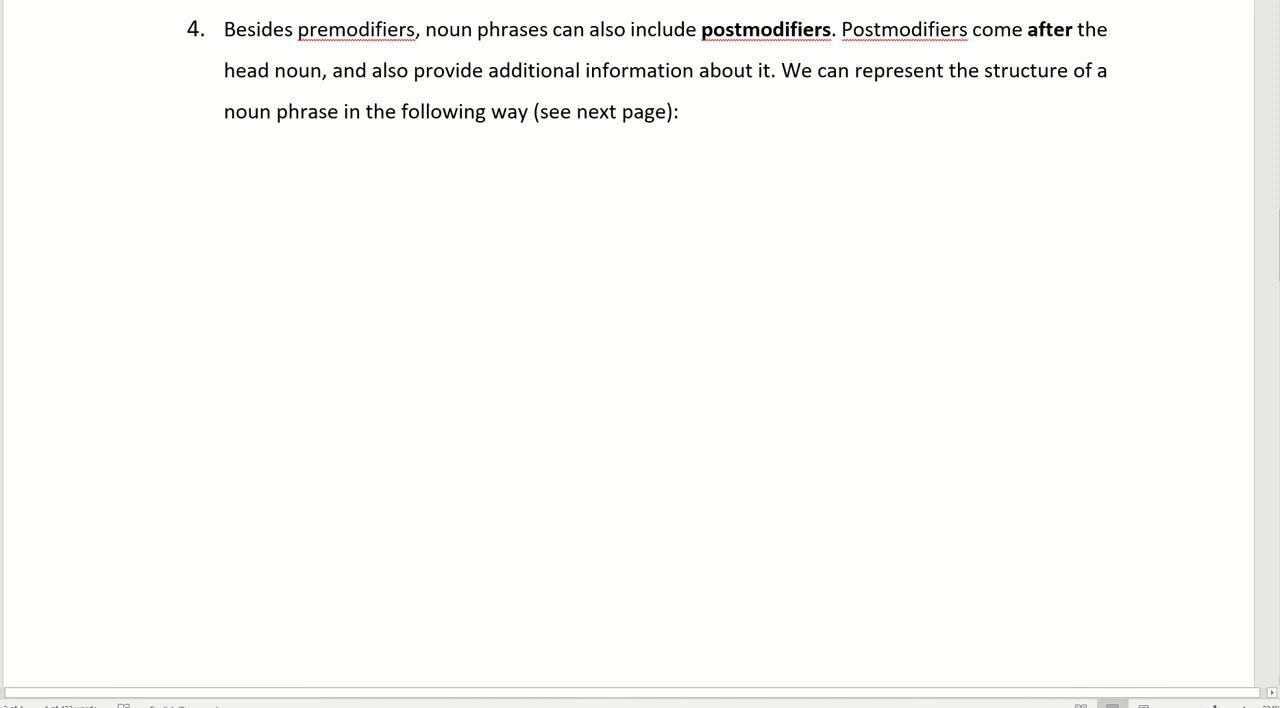 4. Besides premodifiers, noun phrases can also include postmodifiers. Postmodifiers come after the
head noun, and also provide additional information about it. We can represent the structure of a
noun phrase in the following way (see next page):